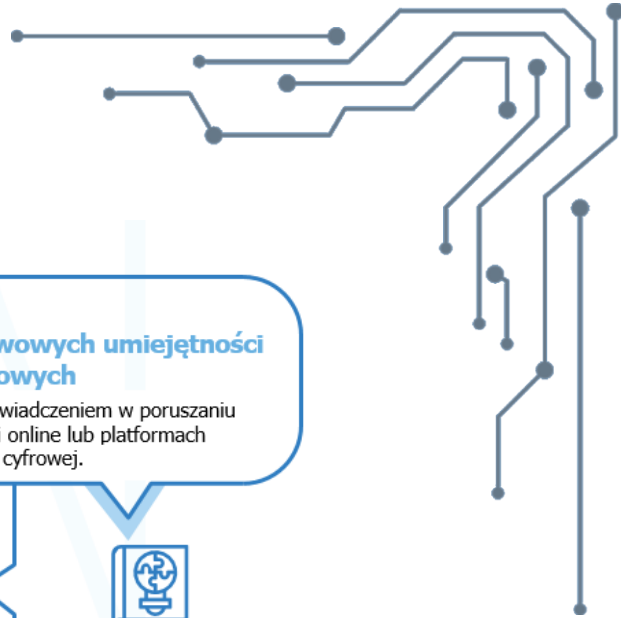 wowych umiejętności
owych
wiadczeniem w poruszaniu
i online lub platformach
cyfrowej.